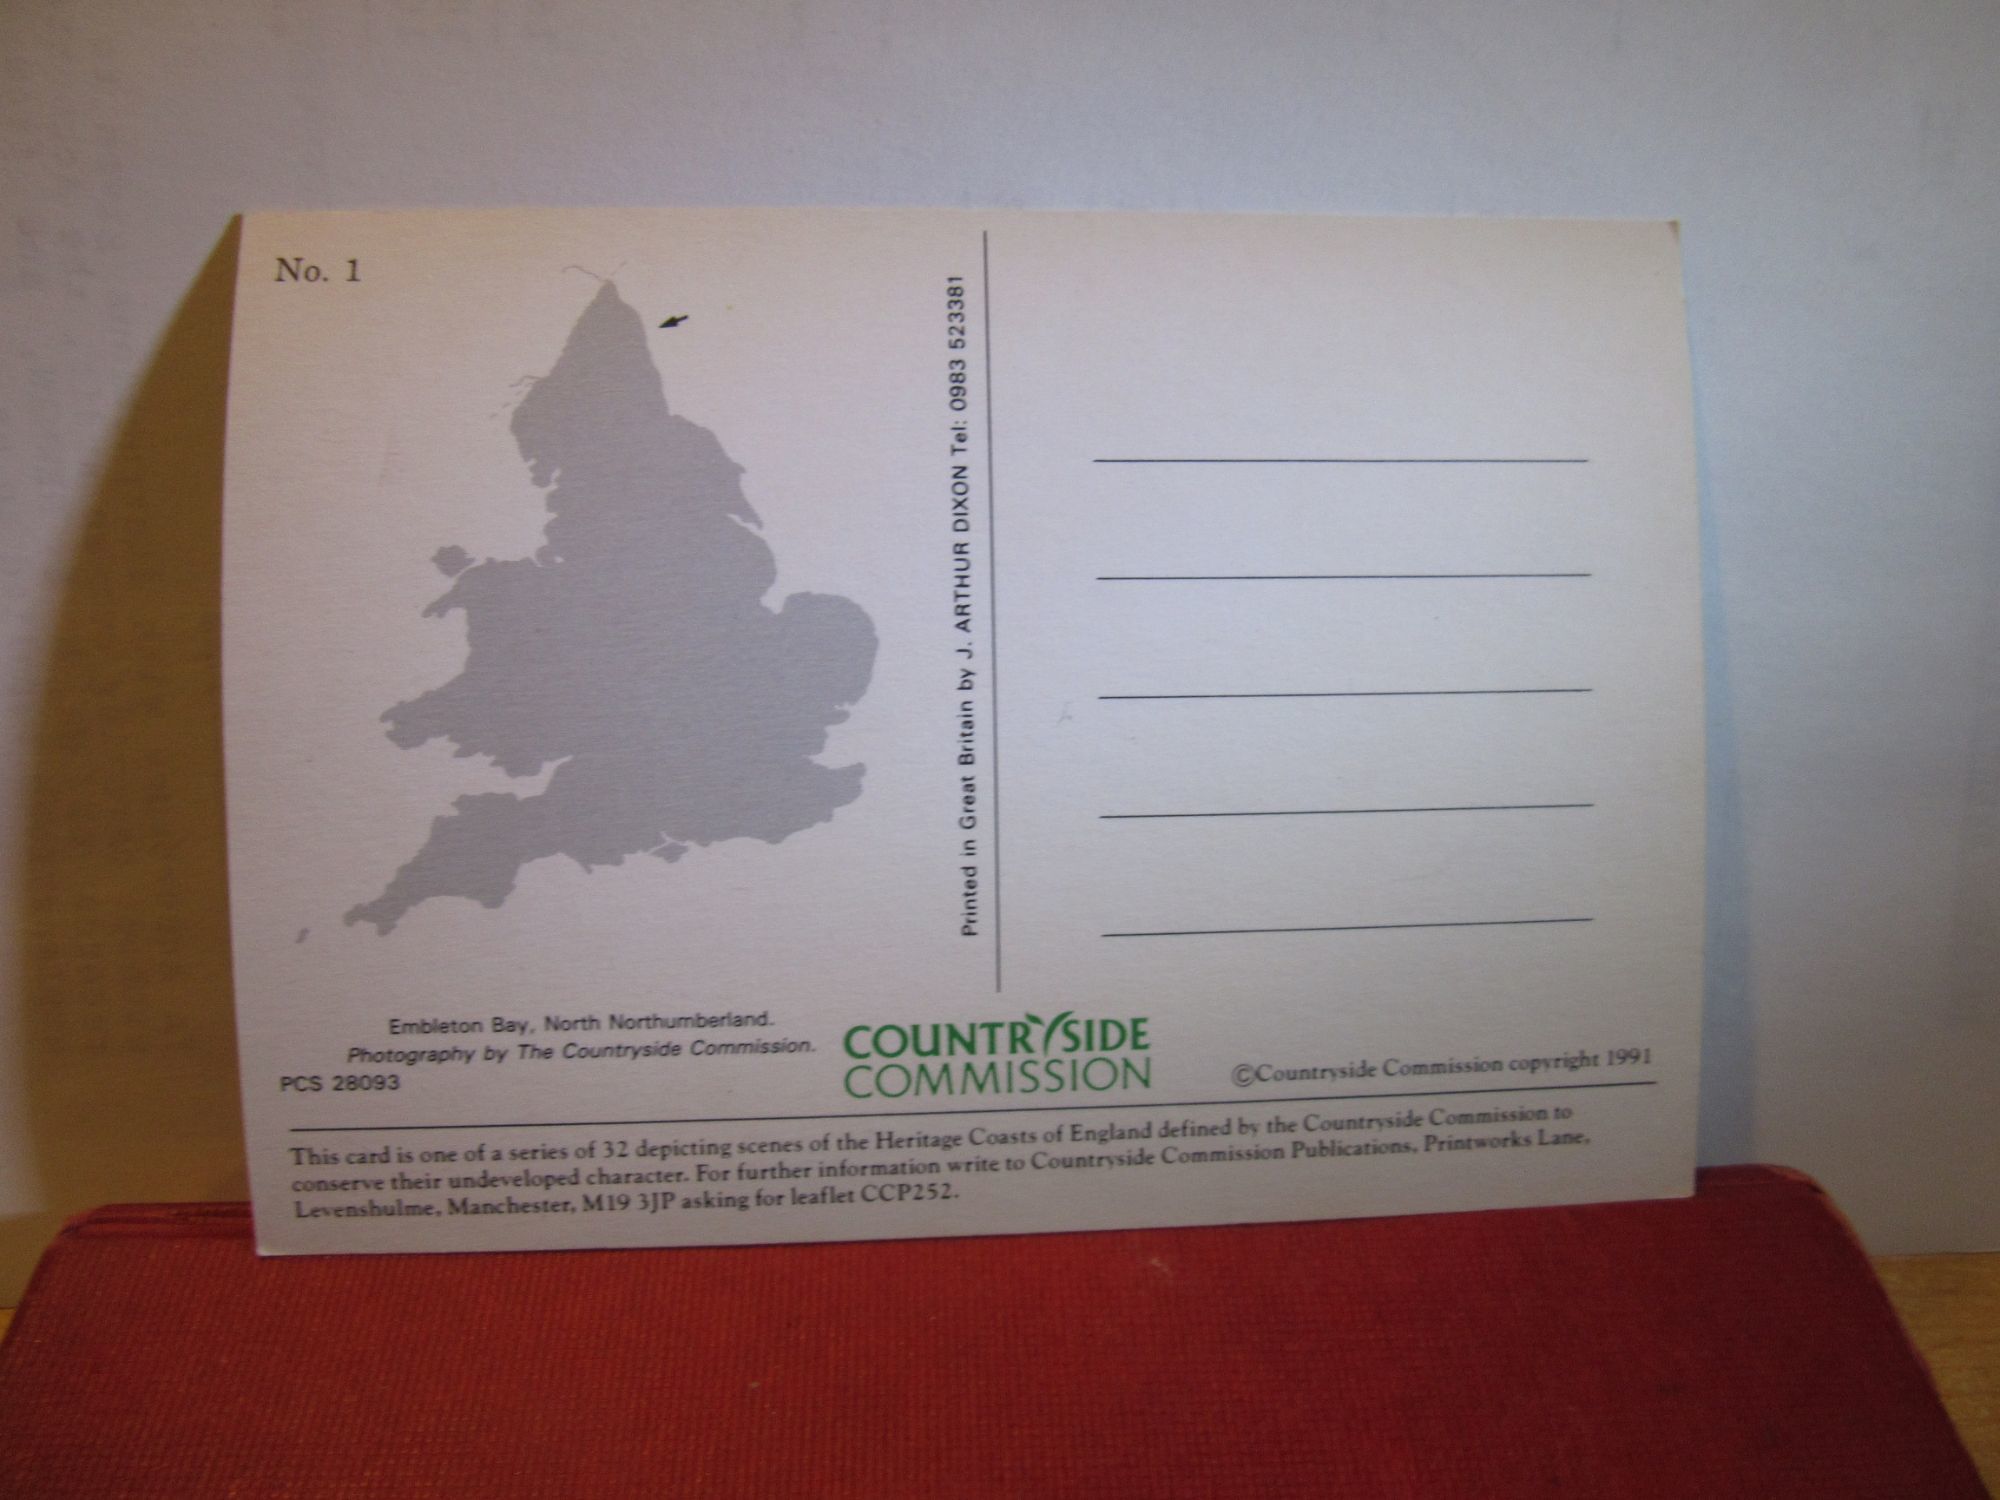 No. 1
Printed in Great Britain by J. ARTHUR DIXON Tel: 0983 523381
Embleton Bay, North Northumberland.
Photography by The Countryside Commission.
PCS 28093
COUNTRYSIDE
COMMISSION
©Countryside Commission copyright 1991
This card is one of a series of 32 depicting scenes of the Heritage Coasts of England defined by the Countryside Commission to
conserve their undeveloped character. For further information write to Countryside Commission Publications, Printworks Lane,
Levenshulme, Manchester, M19 3JP asking for leaflet CCP252.